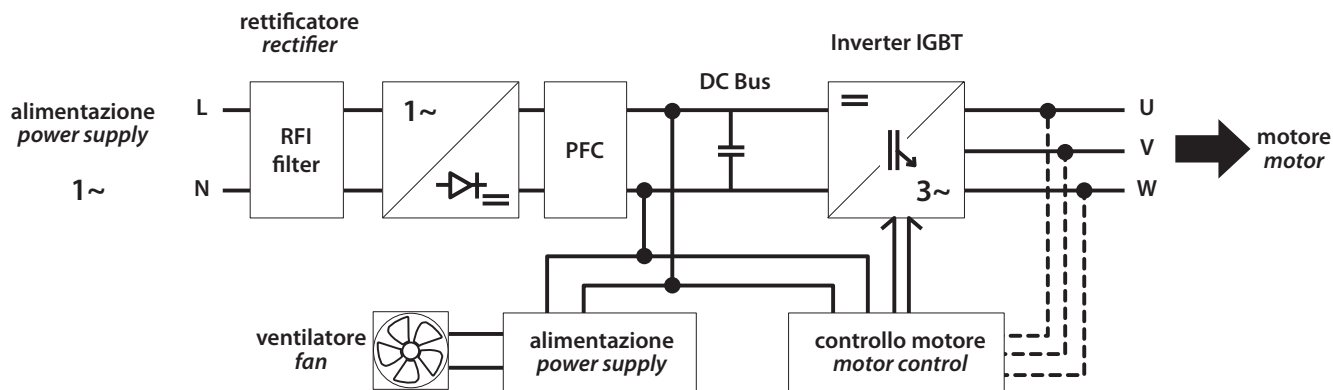 rettificatore
rectifier
Inverter IGBT
DC Bus
alimentazione
power supply
1~
L
N
RFI
filter
1~
PFC
3~
U
V
W
motore
motor
ventilatore
fan
alimentazione
power supply
controllo motore
motor control